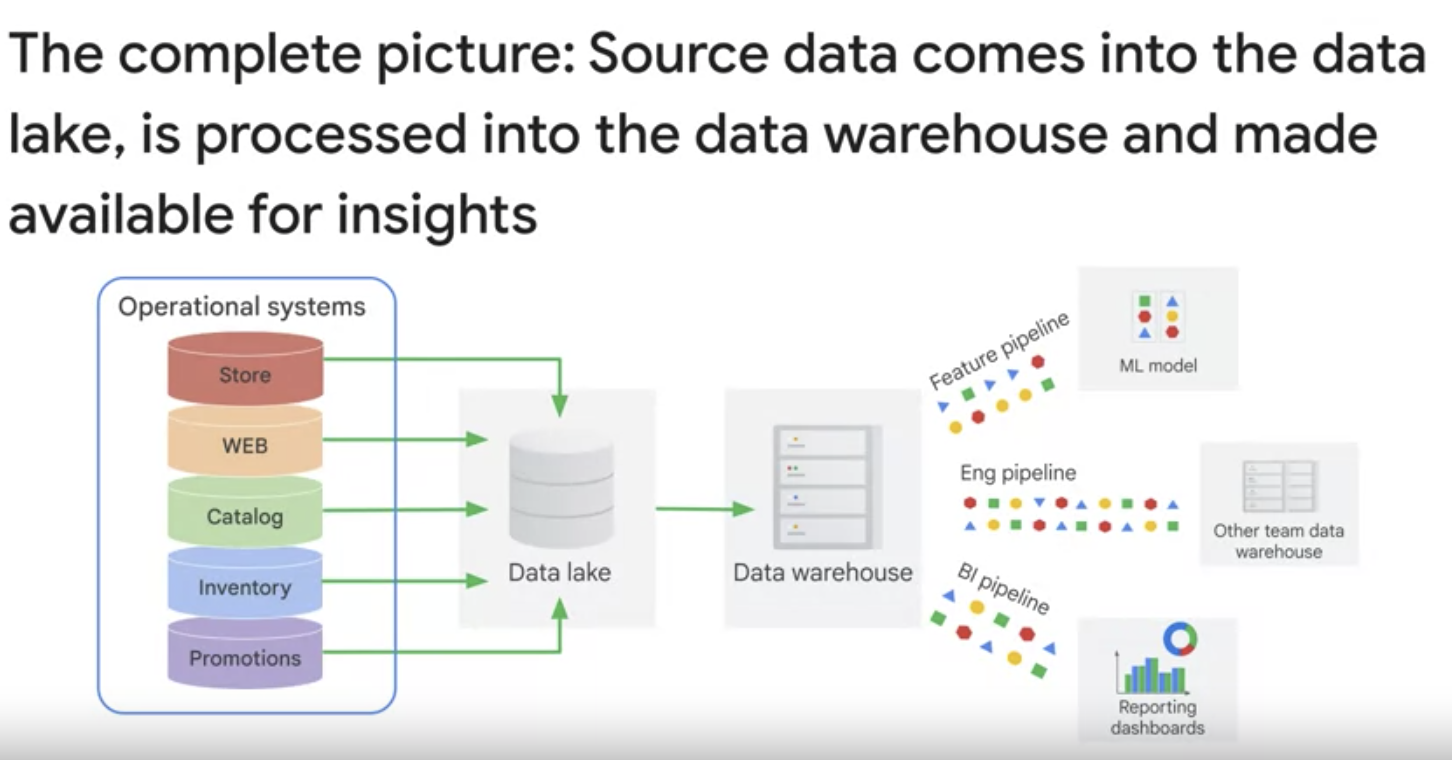 The complete picture: Source data comes into the data
lake, is processed into the data warehouse and made
available for insights
Operational systems
Store
WEB
Catalog
Inventory
Promotions
Data lake
Data warehouse
Feature pipeline
ML model
Eng pipeline
Other team data
warehouse
BI pipeline
Reporting
dashboards